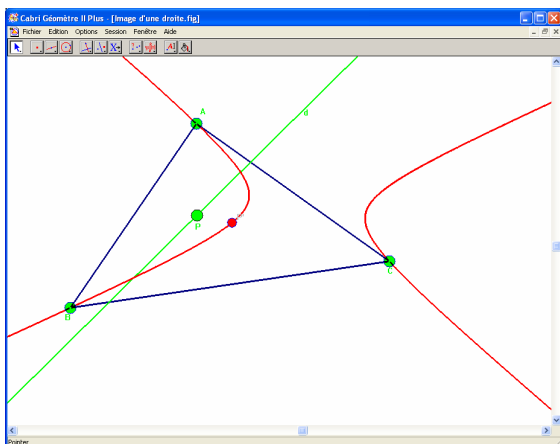 Cabri Géomètre II Plus - [Image d'une droite.fig]
Fichier Edition Options Session Fenêtre Aide
A
P
B
C
Pointer